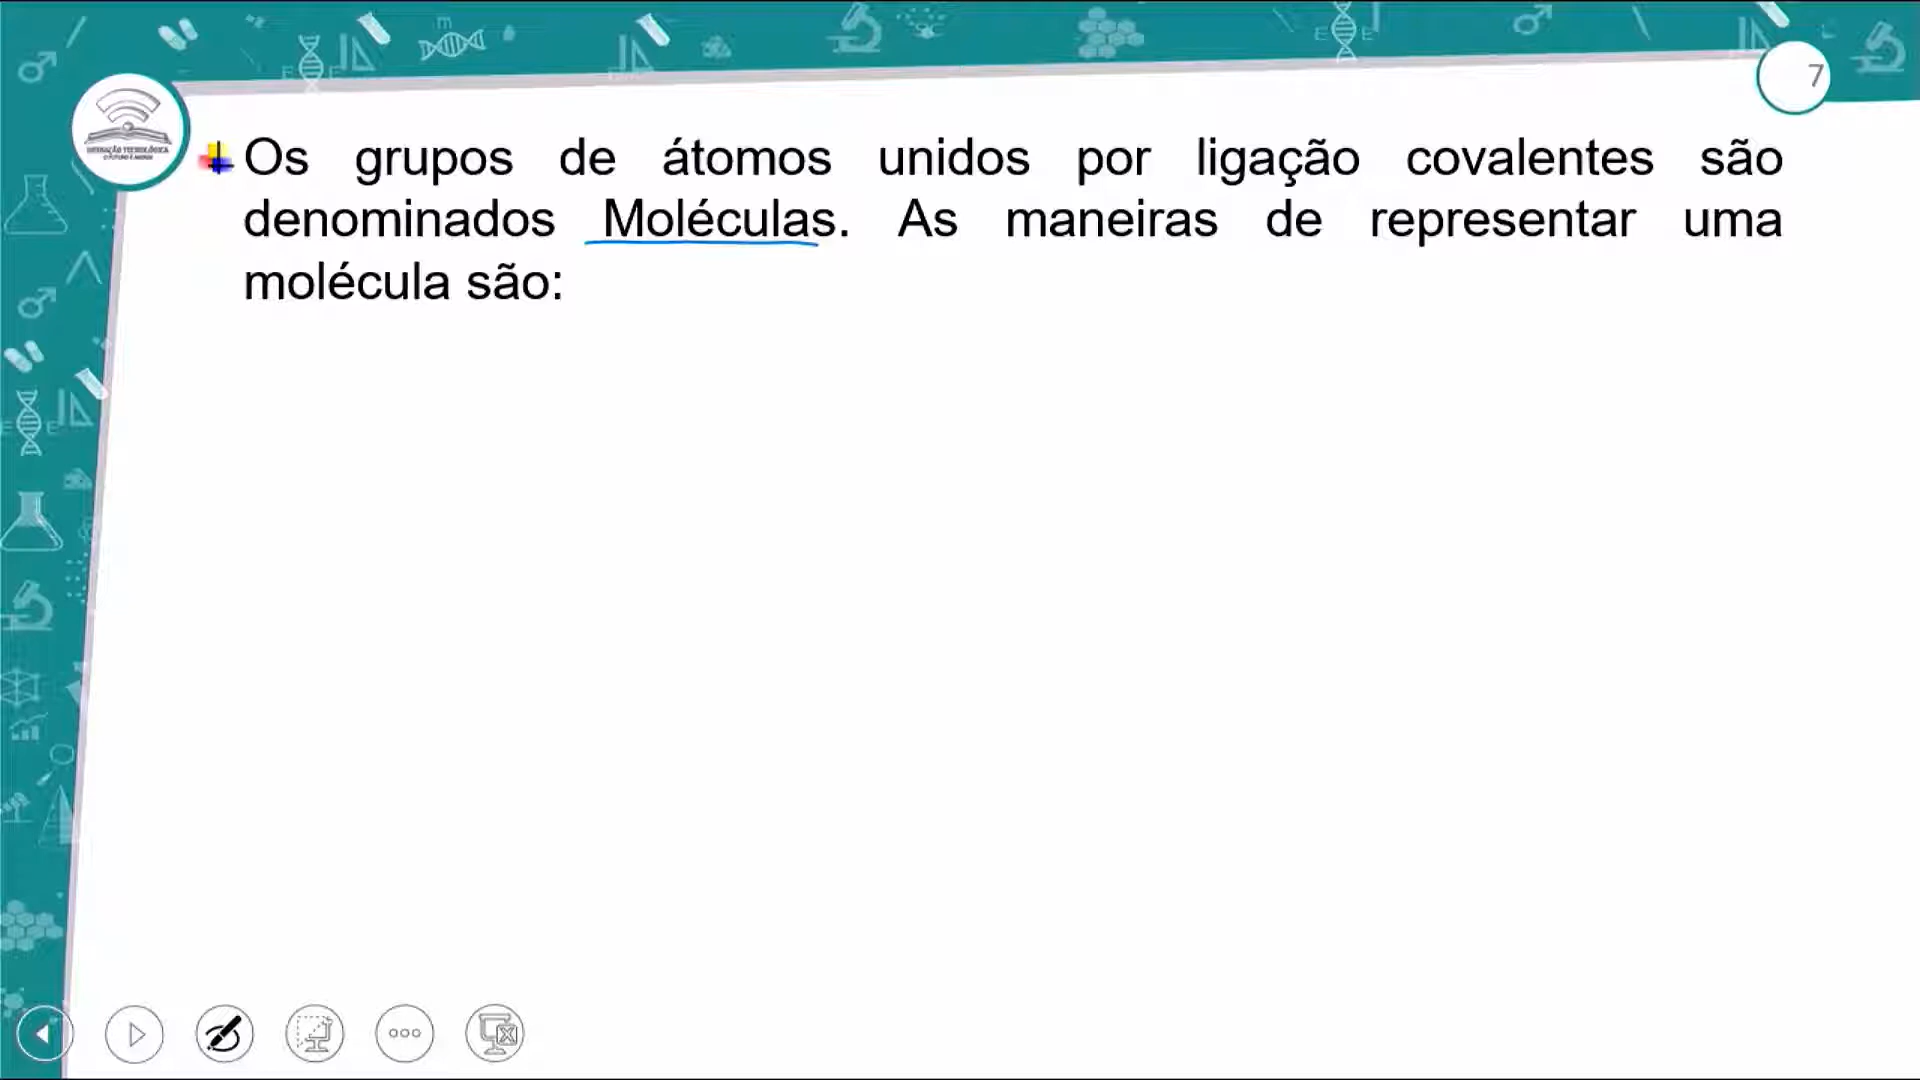 7
Os grupos de átomos unidos por ligação covalentes são
denominados Moléculas. As maneiras de representar uma
molécula são: